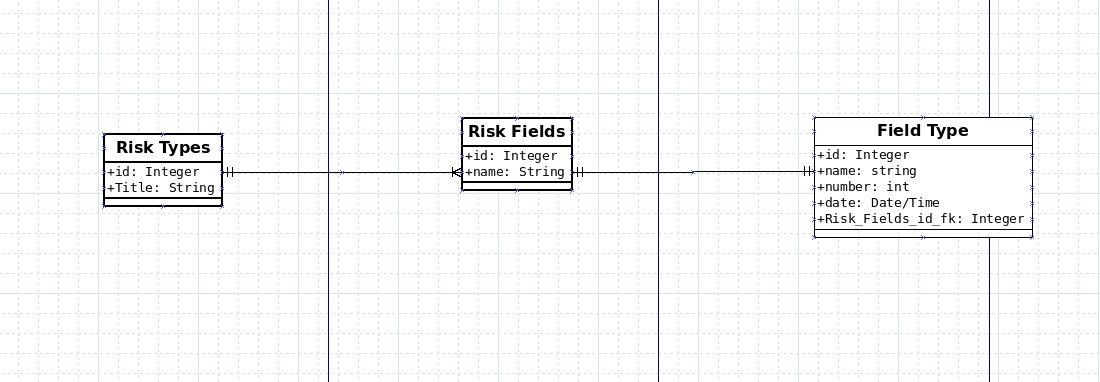 Risk Types
+id: Integer
+Title: String
Risk Fields
+id: Integer
+name: String
Field Type
+id: Integer
+name: string
+number: int
+date: Date/Time
+Risk_Fields_id_fk: Integer